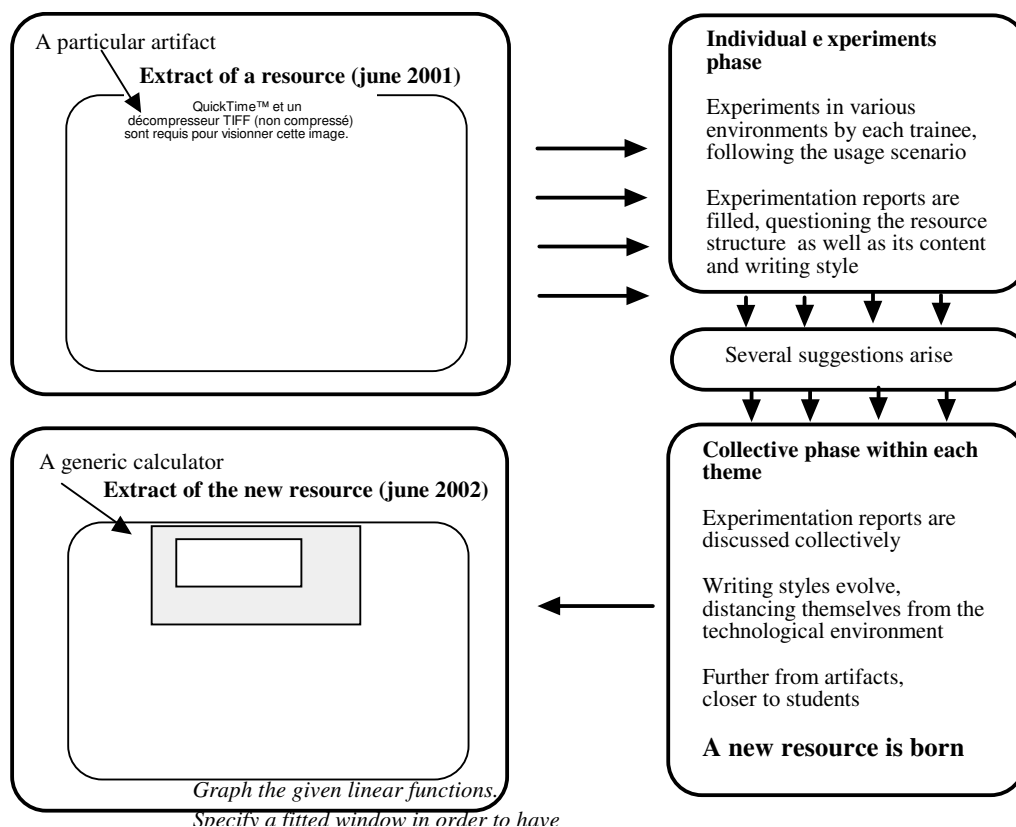 A particular artifact
Extract of a resource (june 2001)
QuickTime™ et un
décompresseur TIFF (non compressé)
sont requis pour visionner cette image.
Individual e xperiments
phase
Experiments in various
environments by each trainee,
following the usage scenario
Experimentation reports are
filled, questioning the resource
structure as well as its content
and writing style
Several suggestions arise
Collective phase within each
theme
Experimentation reports are
discussed collectively
Writing styles evolve,
distancing themselves from the
technological environment
Further from artifacts,
closer to students
A new resource is born
A generic calculator
Extract of the new resource (june 2002)
Graph the given linear functions.
Specify a fitted window in order to have